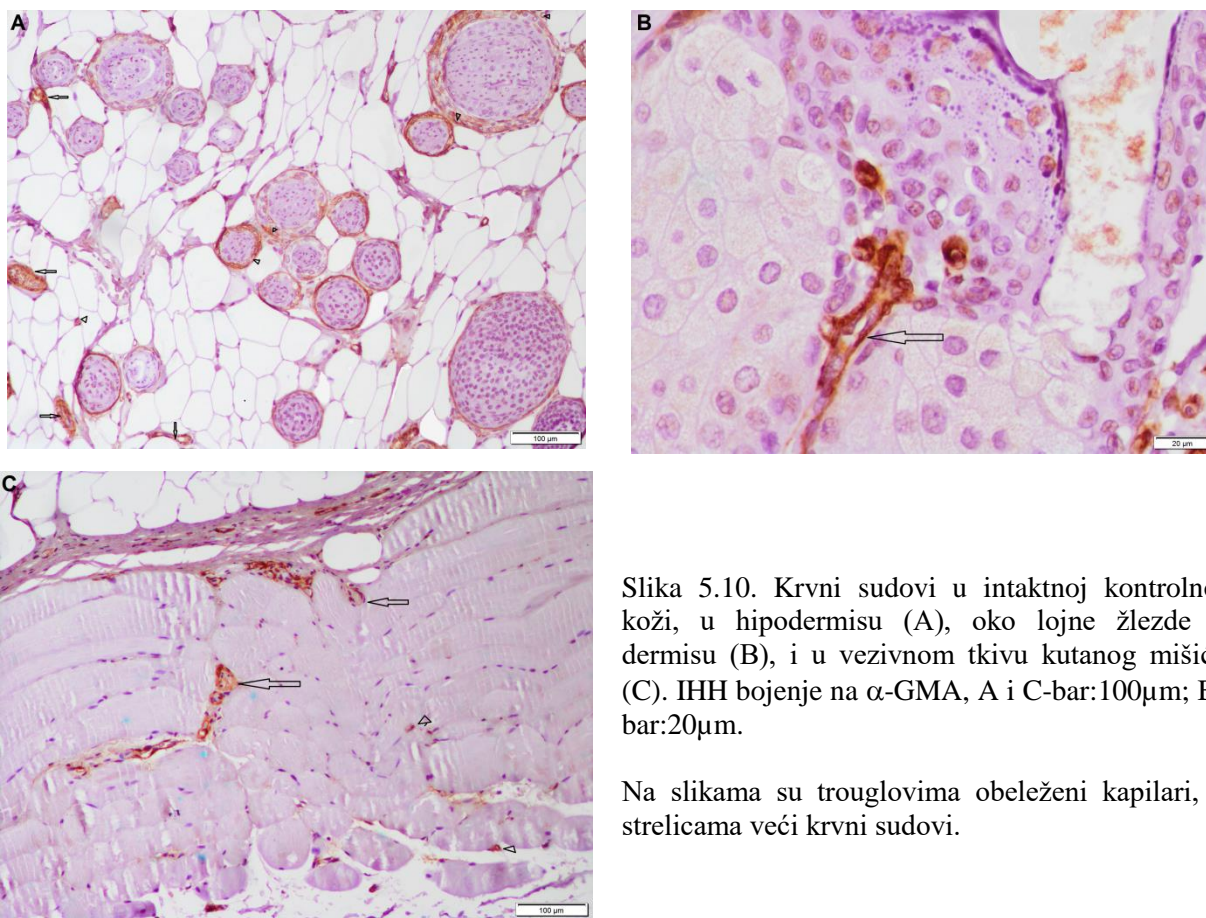 A
100 µm
B
20 µm
C
100 µm
Slika 5.10. Krvni sudovi u intaktnoj kontrolno
koži, u hipodermisu (A), oko lojne žlezde
dermisu (B), i u vezivnom tkivu kutanog mišić
(C). IHH bojenje na α-GMA, A i C-bar:100µm;
bar:20µm.
Na slikama su trouglovima obeleženi kapilari,
strelicama veći krvni sudovi.